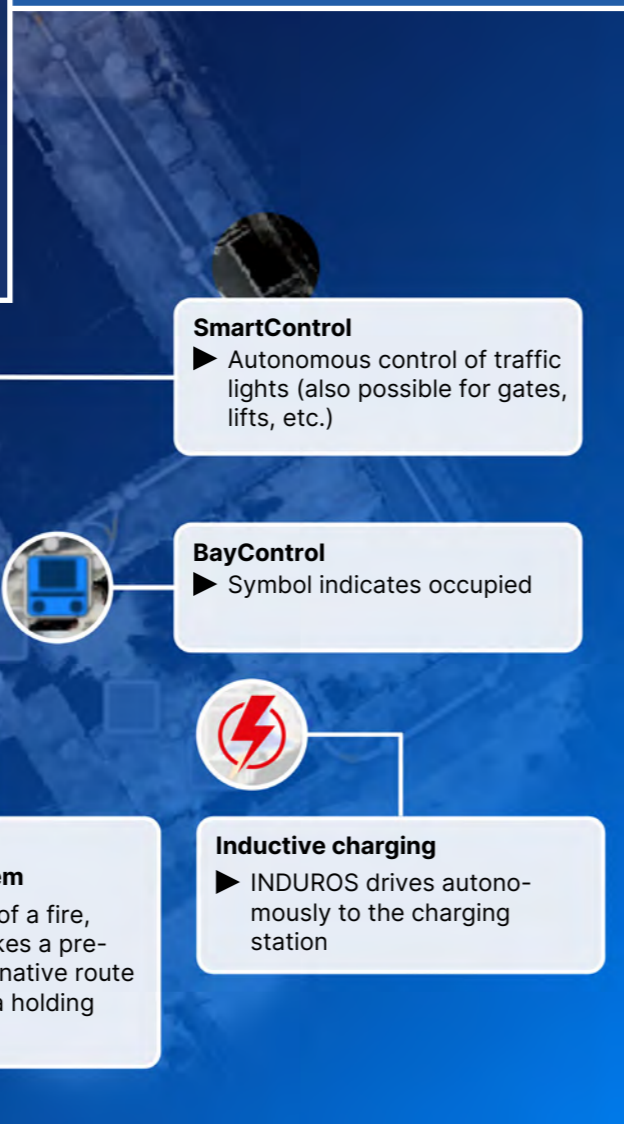 SmartControl
▶ Autonomous control of traffic
lights (also possible for gates,
lifts, etc.)
BayControl
▶ Symbol indicates occupied
em
of a fire,
kes a pre-
native route
a holding
Inductive charging
▶ INDUROS drives autono-
mously to the charging
station